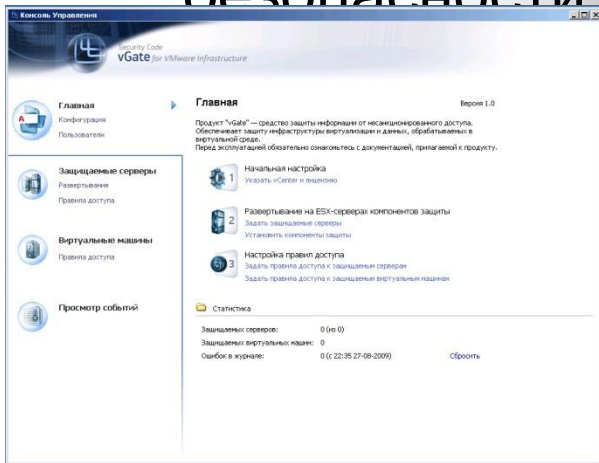 безопасности
Консоль Управления
Security Code
vGate for VMware Infrastructure
Главная
Конфигурация
Пользователи
Защищаемые серверы
Развертывание
Правила доступа
Виртуальные машины
Правила доступа
Просмотр событий
Главная
Версия 1.0
Продукт "vGate" — средство защиты информации от несанкционированного доступа.
Обеспечивает защиту инфраструктуры виртуализации и данных, обрабатываемых в
виртуальной среде.
Перед эксплуатацией обязательно ознакомьтесь с документацией, прилагаемой к продукту.
1 Начальная настройка
Указать vCenter и лицензию
2 Развертывание на ESX-серверах компонентов защиты
Задать защищаемые серверы
Установить компоненты защиты
3 Настройка правил доступа
Задать правила доступа к защищаемым серверам
Задать правила доступа к защищаемым виртуальным машинам
Статистика
Защищаемых серверов: 0 (из 0)
Защищаемых виртуальных машин: 0
Ошибок в журнале: 0 (с 22:35 27-08-2009) Сбросить